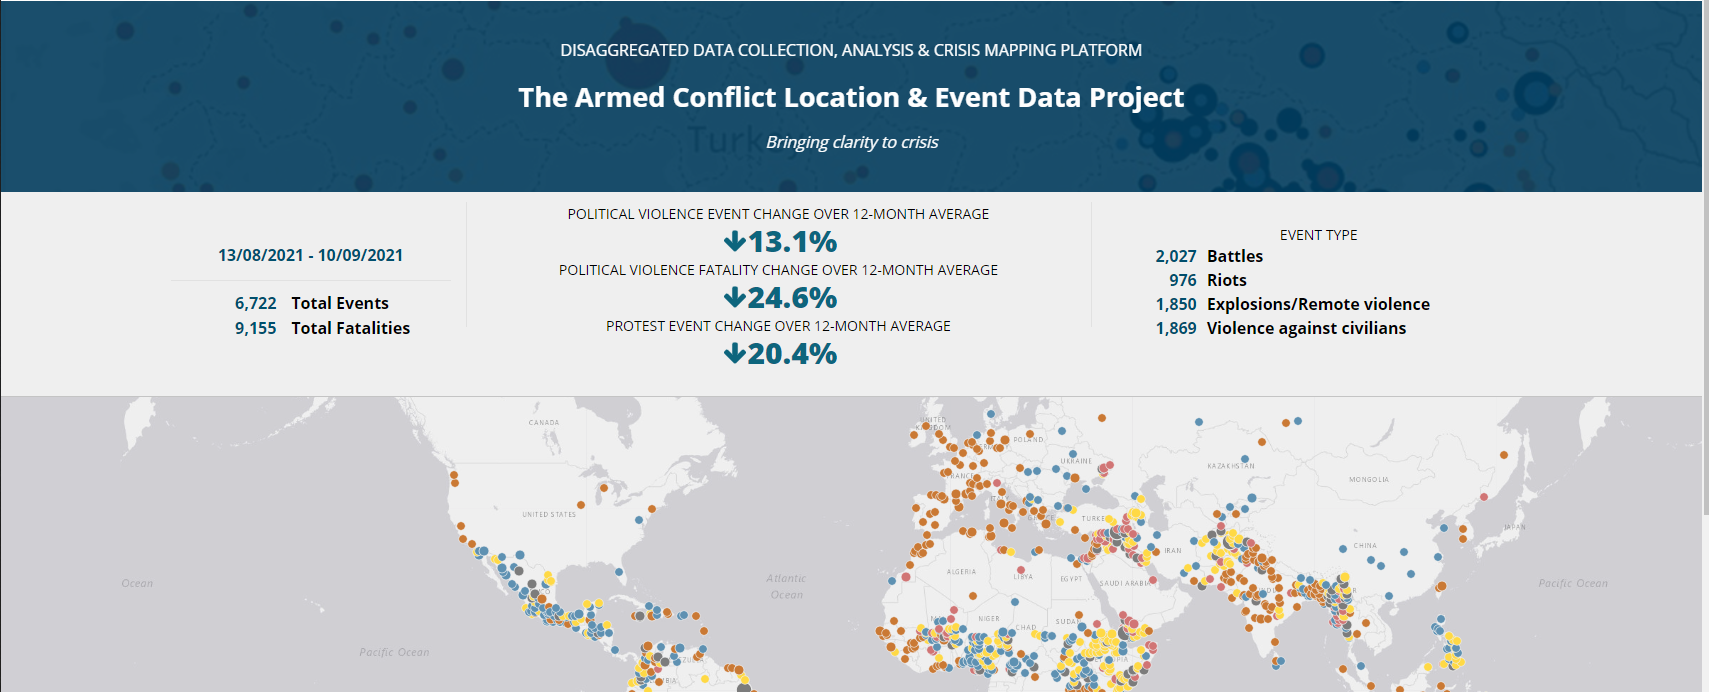 DISAGGREGATED DATA COLLECTION, ANALYSIS & CRISIS MAPPING PLATFORM
The Armed Conflict Location & Event Data Project
Bringing clarity to crisis
13/08/2021 - 10/09/2021
6,722 Total Events
9,155 Total Fatalities
POLITICAL VIOLENCE EVENT CHANGE OVER 12-MONTH AVERAGE
↓13.1%
POLITICAL VIOLENCE FATALITY CHANGE OVER 12-MONTH AVERAGE
↓24.6%
PROTEST EVENT CHANGE OVER 12-MONTH AVERAGE
↓20.4%
EVENT TYPE
2,027 Battles
976 Riots
1,850 Explosions/Remote violence
1,869 Violence against civilians
CANADA
UNITED KINGDOM
POLAND
UKRAINE
KAZAKHSTAN
MONGOLIA
UNITED STATES
TURKEY
CHINA
JAPAN
IRAN
ALGERIA
LIBYA
EGYPT
SAUDI ARABIA
Ocean
Atlantic
Ocean
Pacific Ocean
NIGER
CHAD
SUDAN
Pacific Ocean